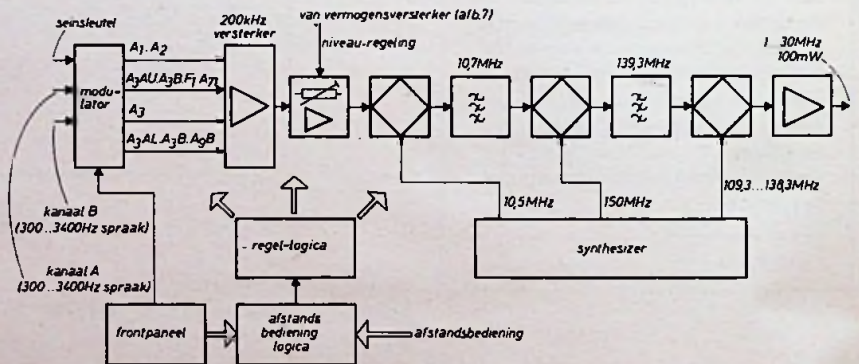 seinsleutel
A1.A2
200kHz
versterker
van vermogensversterker (afb.7)
niveau-regeling
modu-
lator
A3AU.A3B.F1 A7L
A3
A3AL.A3B.A9B
10,7MHz
139,3MHz
1...30MHz
100mW
kanaal B
(300...3400Hz spraak)
kanaal A
(300...3400Hz spraak)
10,5MHz
150MHz
109,3...138,3MHz
synthesizer
regel-logica
frontpaneel
afstands
bediening
logica
afstandsbediening